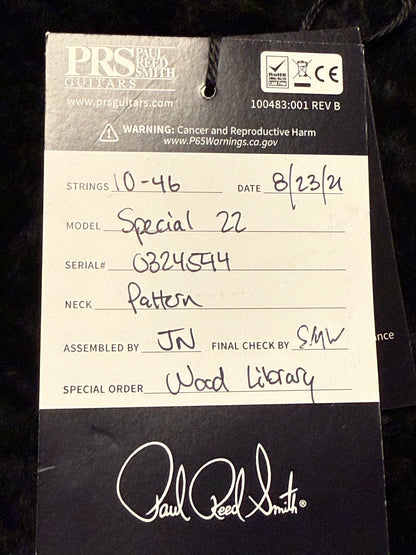 PRS PAUL REED SMITH
GUITARS
www.prsguitars.com
RoHS
CE
100483:001 REV B
WARNING: Cancer and Reproductive Harm
www.P65Warnings.ca.gov
STRINGS 10-46 DATE 8/23/21
MODEL Special 22
SERIAL# 0324544
NECK Pattern
ASSEMBLED BY JN FINAL CHECK BY SMW
SPECIAL ORDER Wood Library
Paul Reed Smith®